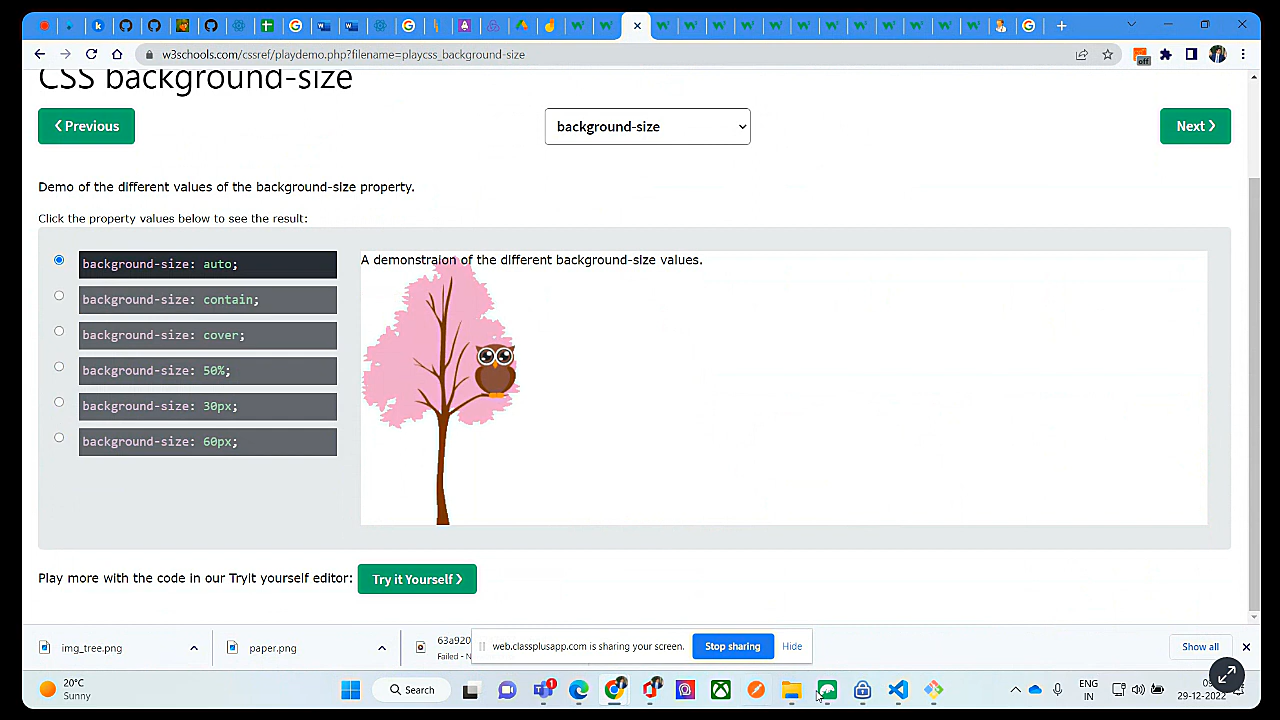 w3schools.com/cssref/playdemo.php?filename=playcss_background-size
off
CSS background-size
❮ Previous
background-size
Next ❯
Demo of the different values of the background-size property.
Click the property values below to see the result:
background-size: auto;
A demonstraion of the different background-size values.
background-size: contain;
background-size: cover;
background-size: 50%;
background-size: 30px;
background-size: 60px;
Play more with the code in our TryIt yourself editor:
Try it Yourself ❯
img_tree.png
paper.png
63a920
Failed - N
web.classplusapp.com is sharing your screen.
Stop sharing
Hide
Show all
20°C
Sunny
Search
1
ENG
IN
29-12-2022